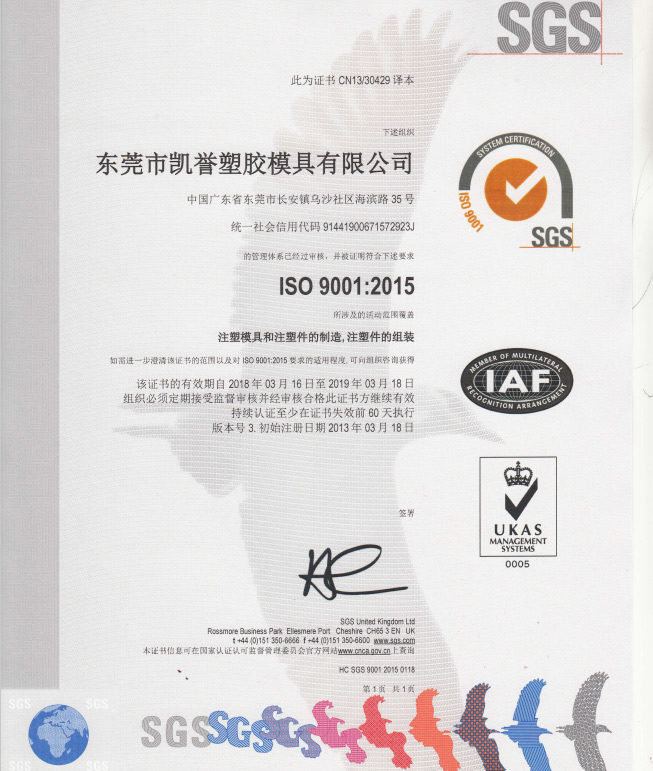 SGS
此为证书 CN13/30429 译本
下述组织
东莞市凯誉塑胶模具有限公司
中国广东省东莞市长安镇乌沙社区海滨路 35 号
统一社会信用代码 91441900671572923J
的管理体系已经过审核，并被证明符合下述要求
ISO 9001:2015
所涉及的活动范围覆盖
注塑模具和注塑件的制造, 注塑件的组装
如需进一步澄清该证书的范围以及对 ISO 9001:2015 要求的适用程度, 可向组织咨询获得
该证书的有效期自 2018 年 03 月 16 日至 2019 年 03 月 18 日
组织必须定期接受监督审核并经审核合格此证书方继续有效
持续认证至少在证书失效前 60 天执行
版本号 3. 初始注册日期 2013 年 03 月 18 日
签署
SGS United Kingdom Ltd
Rossmore Business Park Ellesmere Port Cheshire CH65 3 EN UK
t +44 (0)151 350-6666 f +44 (0)151 350-6600 www.sgs.com
本证书信息可在国家认证认可监督管理委员会官方网站www.cnca.gov.cn上查询
HC SGS 9001 2015 0118
第 1 页 共 1 页
SYSTEM CERTIFICATION
ISO 9001
SGS
MEMBER OF MULTILATERAL
IAF
RECOGNITION ARRANGEMENT
UKAS
MANAGEMENT
SYSTEMS
0005
SGS SGS
SGS SGS SGS
SGS SGS